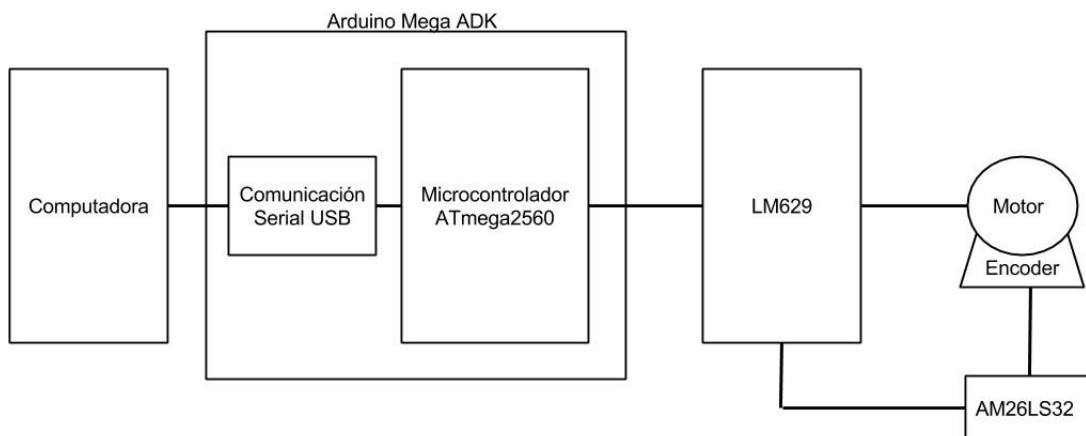 Arduino Mega ADK
Computadora
Comunicación
Serial USB
Microcontrolador
ATmega2560
LM629
Motor
Encoder
AM26LS32